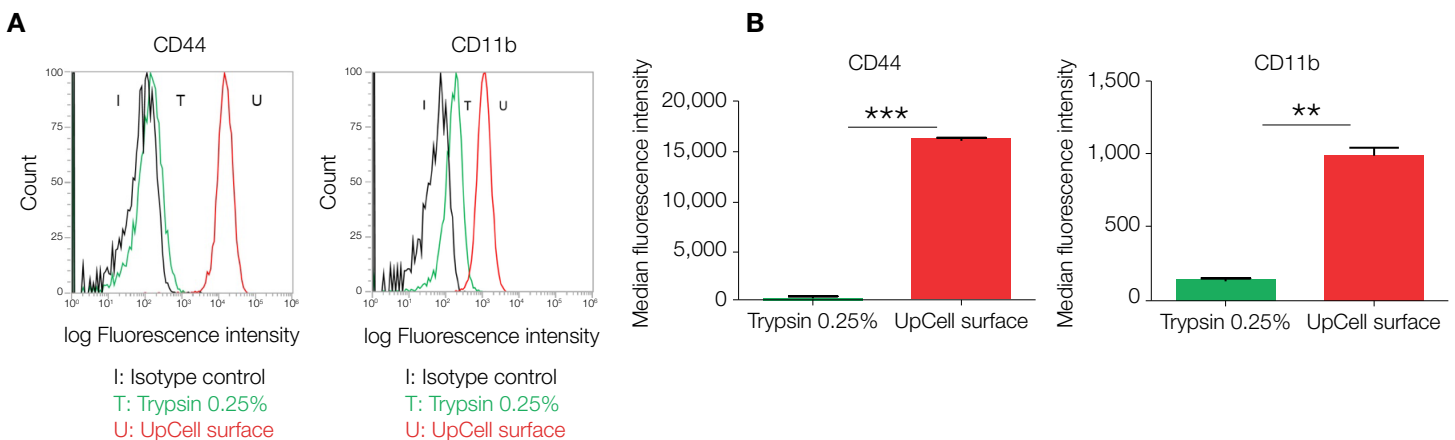 A
CD44
Count
100
75
50
25
0
I
T
U
10⁰
10²
10³
10⁴
10⁵
10⁶
log Fluorescence intensity
I: Isotype control
T: Trypsin 0.25%
U: UpCell surface
CD11b
Count
100
75
50
25
0
I
T
U
10⁰
10¹
10²
10³
10⁴
10⁵
10⁶
log Fluorescence intensity
I: Isotype control
T: Trypsin 0.25%
U: UpCell surface
B
CD44
Median fluorescence intensity
20,000
15,000
10,000
5,000
0
***
Trypsin 0.25%
UpCell surface
CD11b
Median fluorescence intensity
1,500
1,000
500
0
**
Trypsin 0.25%
UpCell surface